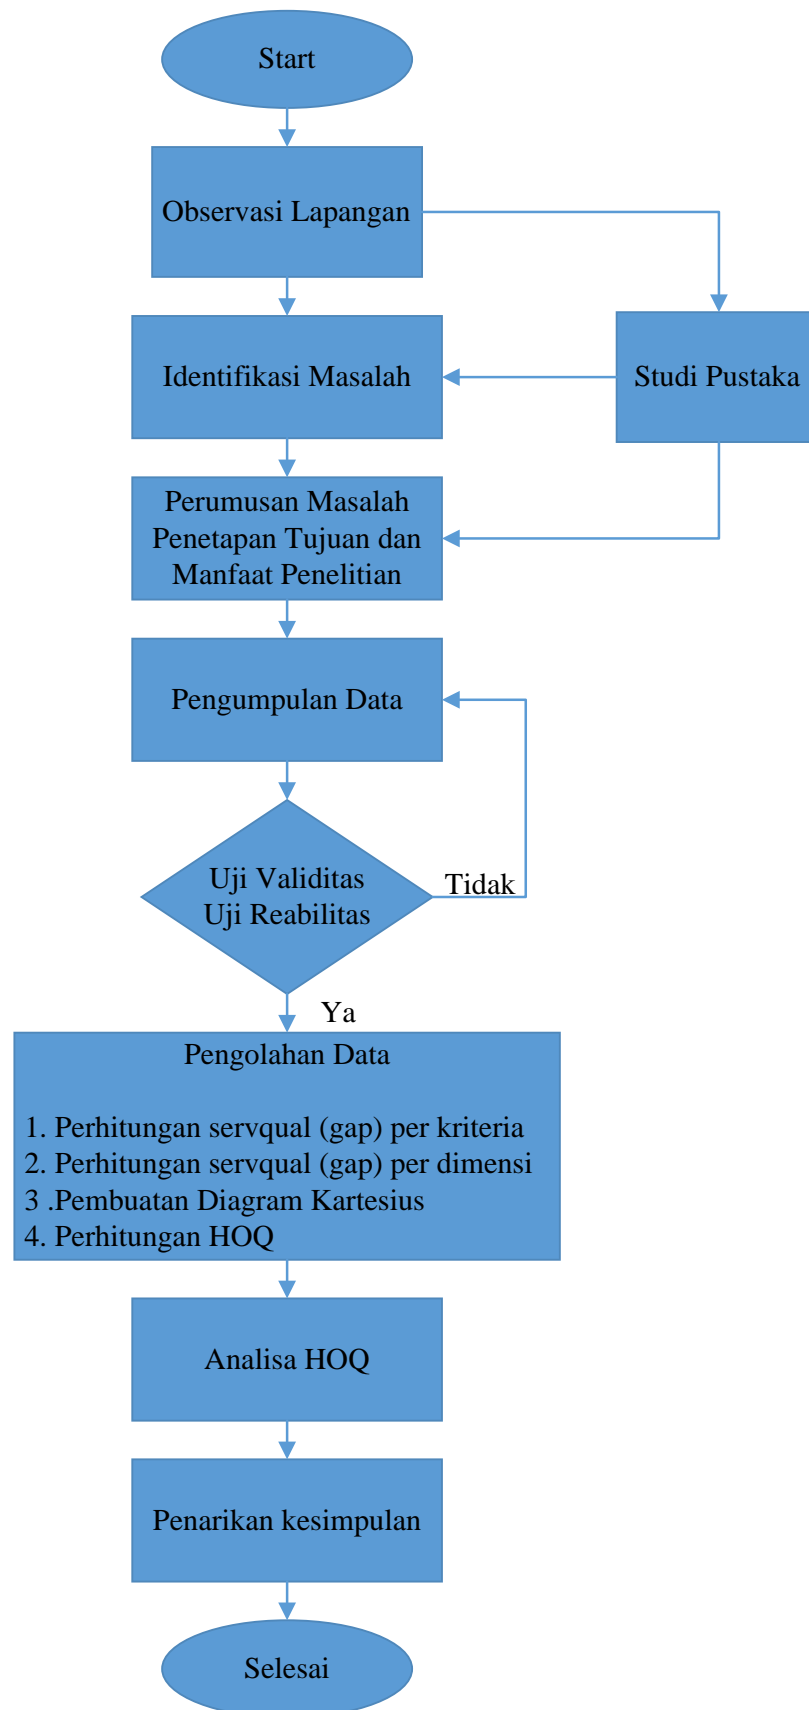 Start
Observasi Lapangan
Identifikasi Masalah
Studi Pustaka
Perumusan Masalah
Penetapan Tujuan dan
Manfaat Penelitian
Pengumpulan Data
Uji Validitas
Uji Reabilitas
Tidak
Ya
Pengolahan Data
1. Perhitungan servqual (gap) per kriteria
2. Perhitungan servqual (gap) per dimensi
3 .Pembuatan Diagram Kartesius
4. Perhitungan HOQ
Analisa HOQ
Penarikan kesimpulan
Selesai